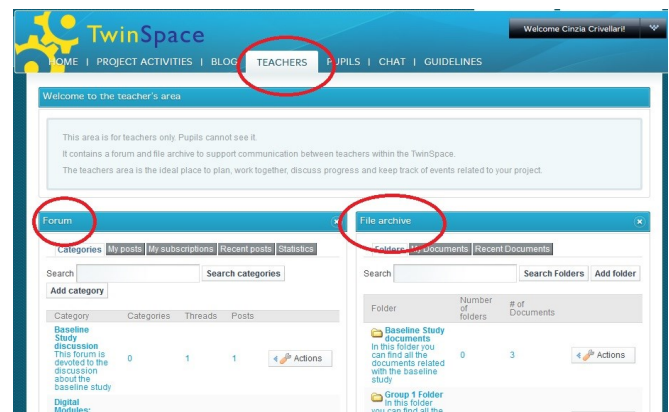 TwinSpace
Welcome Cinzia Crivellari!
HOME | PROJECT ACTIVITIES | BLOG TEACHERS PUPILS | CHAT | GUIDELINES
Welcome to the teacher's area
This area is for teachers only. Pupils cannot see it.
It contains a forum and file archive to support communication between teachers within the TwinSpace.
The teachers area is the ideal place to plan, work together, discuss progress and keep track of events related to your project.
Forum
Categories My posts My subscriptions Recent posts Statistics
Search Search categories
Add category
Category Categories Threads Posts
Baseline
Study
discussion
This forum is
devoted to the
discussion
about the
baseline study
0 1 1 Actions
Digital
Modules:
File archive
Folders My Documents Recent Documents
Search Search Folders Add folder
Folder
Number
of
folders
# of
Documents
Baseline Study
documents
In this folder you
can find all the
documents related
with the baseline
study
0 3 Actions
Group 1 Folder
In this folder
you can find all the